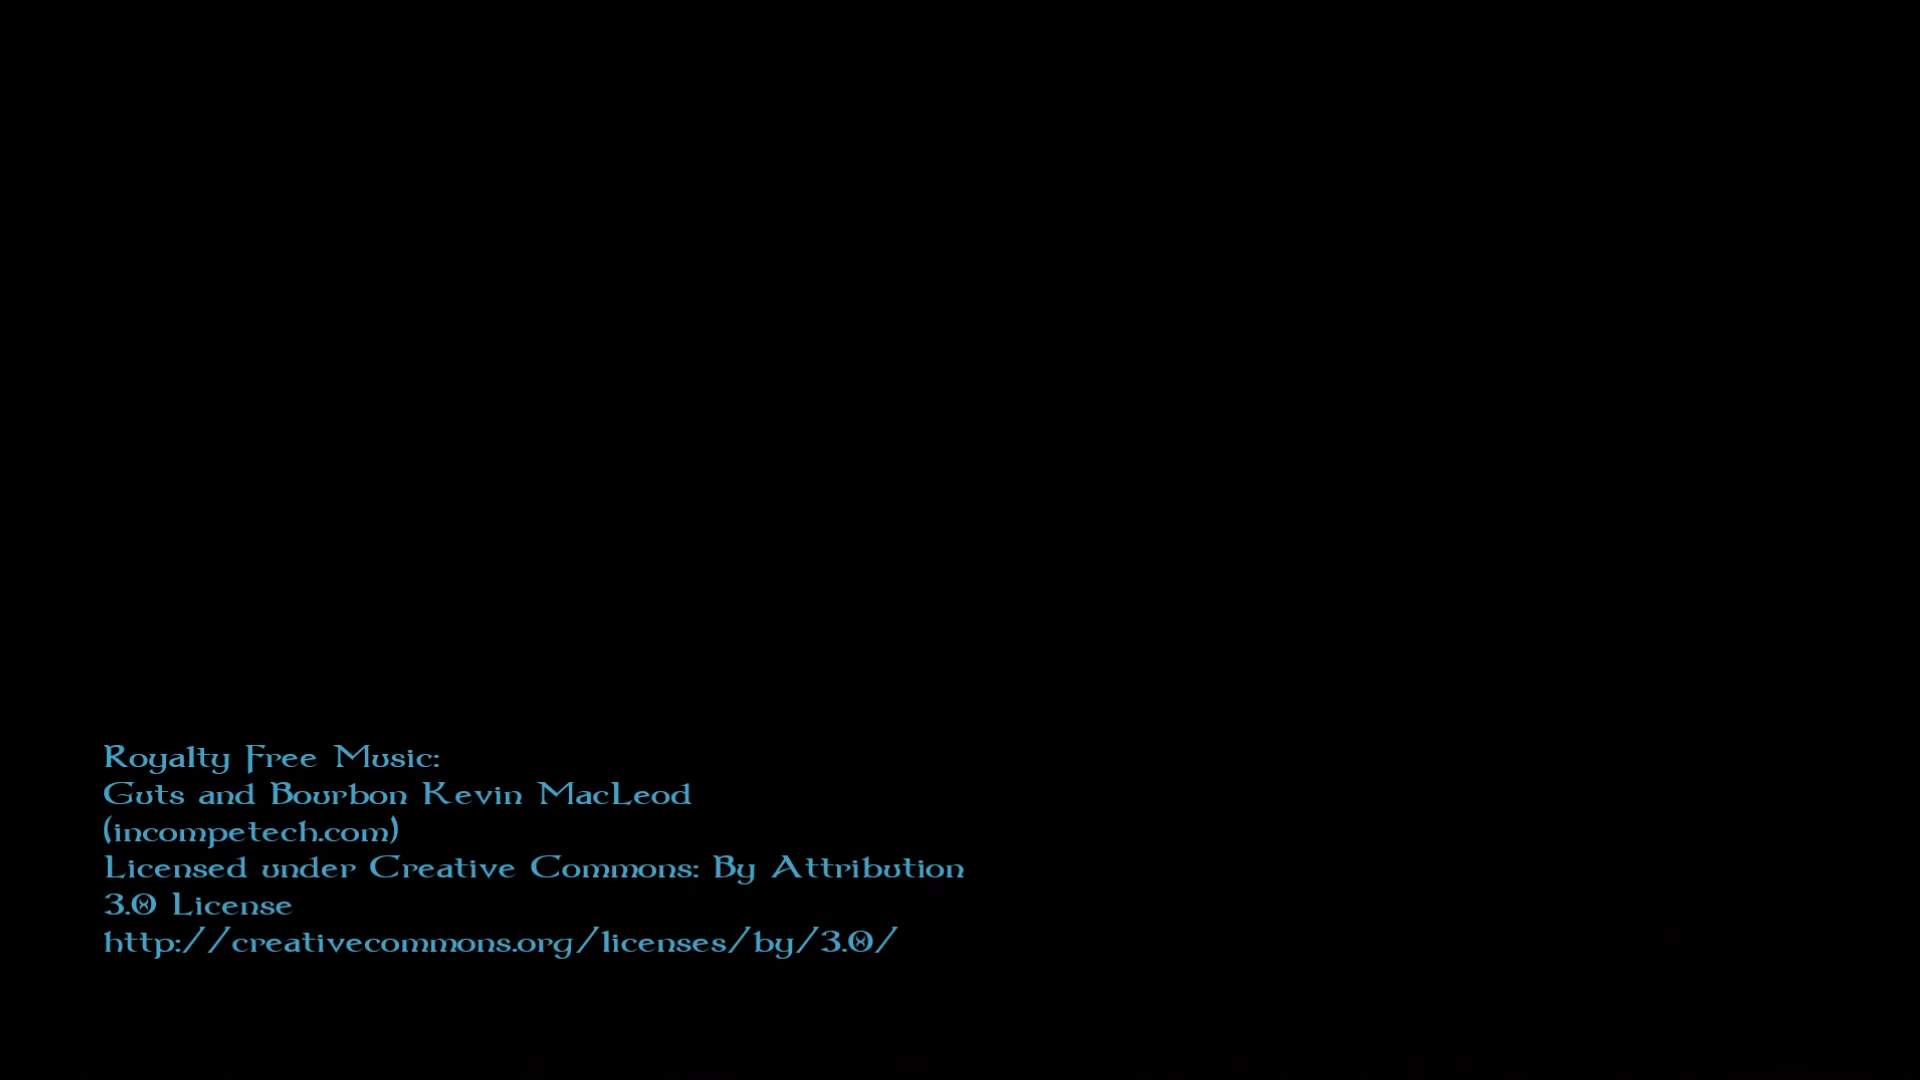 Royalty Free Music:
Guts and Bourbon Kevin MacLeod
(incompetech.com)
Licensed under Creative Commons: By Attribution
3.0 License
http://creativecommons.org/licenses/by/3.0/